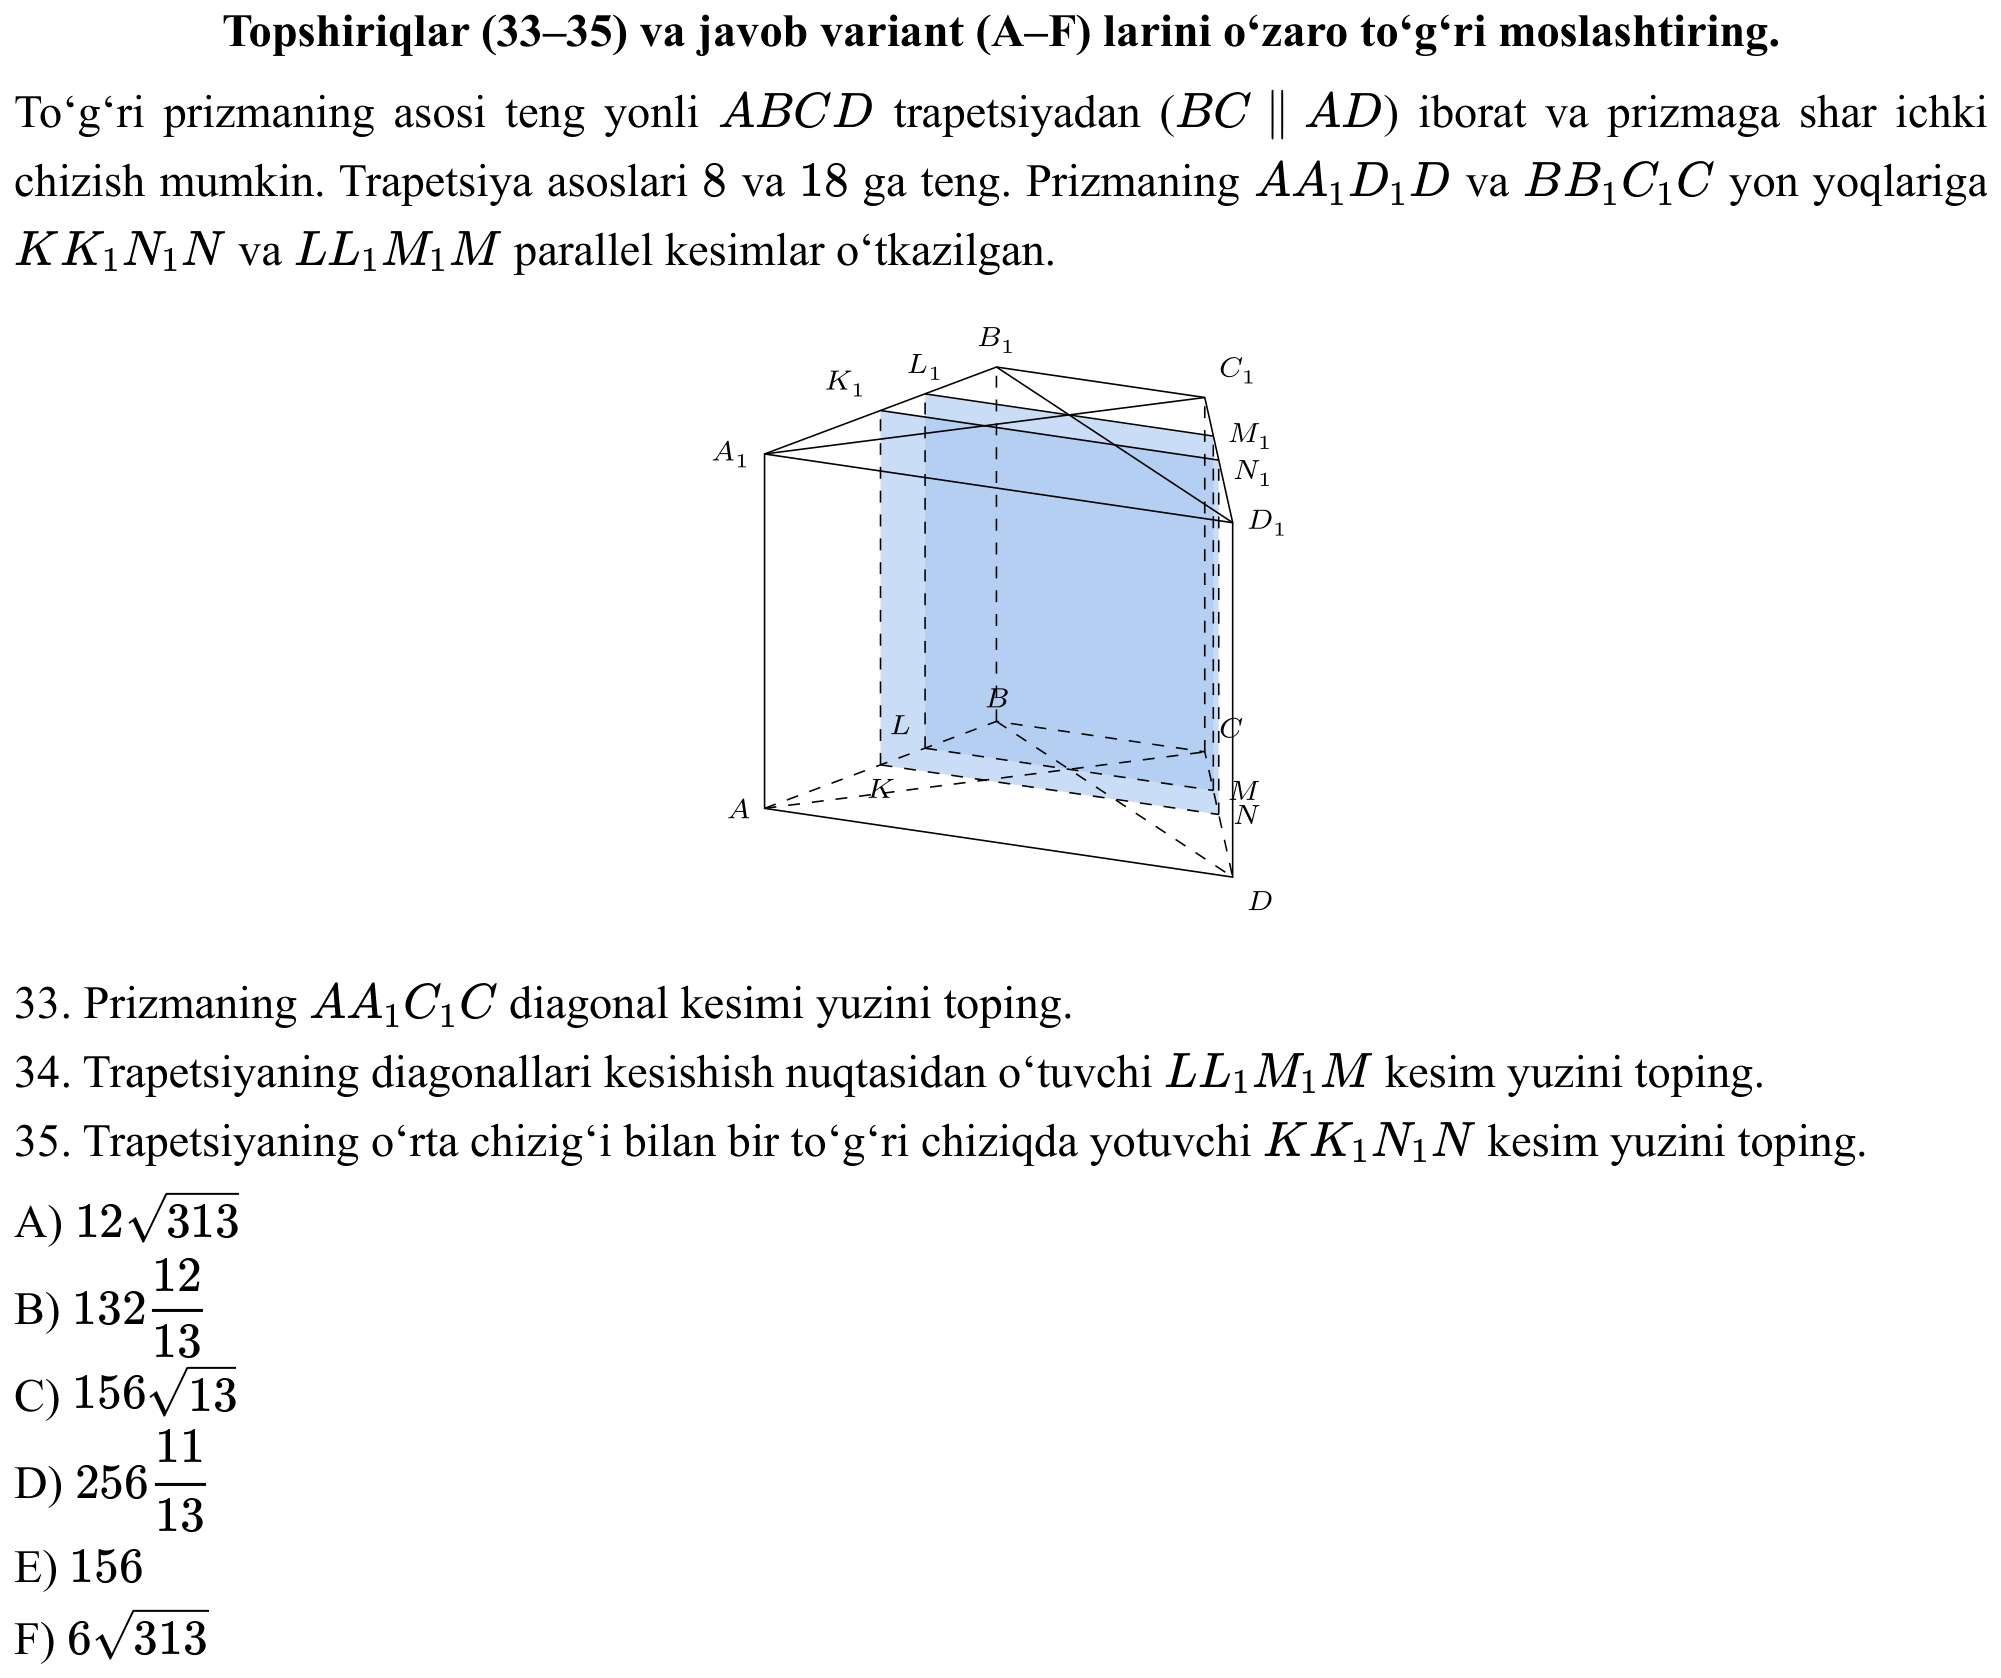 Topshiriqlar (33–35) va javob variant (A–F) larini o‘zaro to‘g‘ri moslashtiring.
To‘g‘ri prizmaning asosi teng yonli ABCD trapetsiyadan (BC ∥ AD) iborat va prizmaga shar ichki
chizish mumkin. Trapetsiya asoslari 8 va 18 ga teng. Prizmaning AA₁D₁D va BB₁C₁C yon yoqlariga
KK₁N₁N va LL₁M₁M parallel kesimlar o‘tkazilgan.
B₁
L₁
C₁
K₁
M₁
A₁
N₁
D₁
B
L
C
K
M
A
N
D
33. Prizmaning AA₁C₁C diagonal kesimi yuzini toping.
34. Trapetsiyaning diagonallari kesishish nuqtasidan o‘tuvchi LL₁M₁M kesim yuzini toping.
35. Trapetsiyaning o‘rta chizig‘i bilan bir to‘g‘ri chiziqda yotuvchi KK₁N₁N kesim yuzini toping.
A) 12√313
B) 132 12/13
C) 156√13
D) 256 11/13
E) 156
F) 6√313